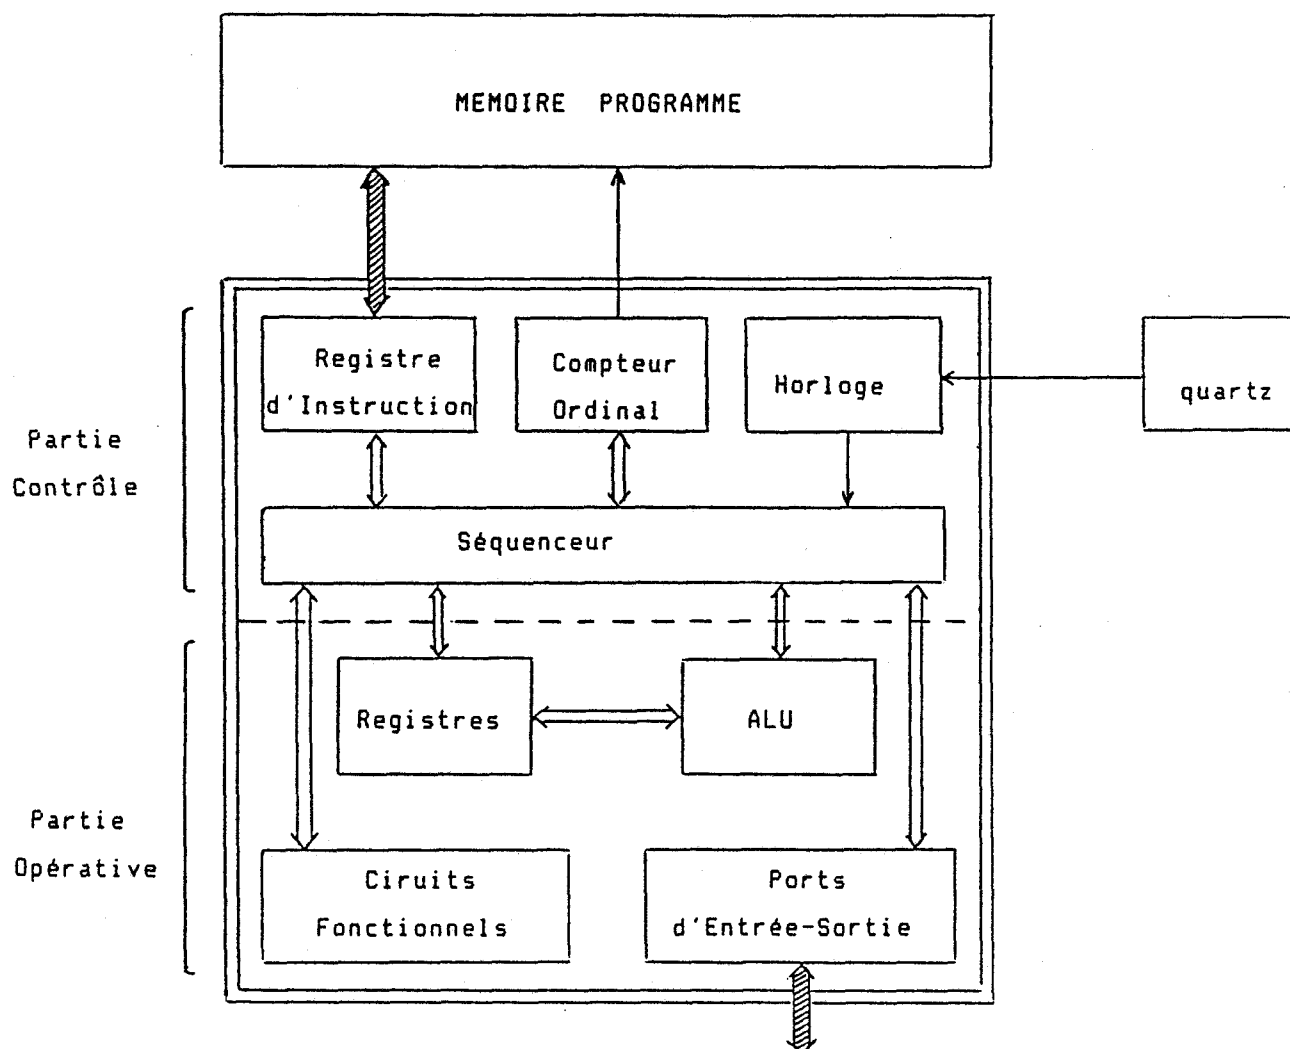 MEMOIRE PROGRAMME
Registre
d'Instruction
Compteur
Ordinal
Horloge
quartz
Partie
Contrôle
Séquenceur
Registres
ALU
Partie
Opérative
Ciruits
Fonctionnels
Ports
d'Entrée-Sortie